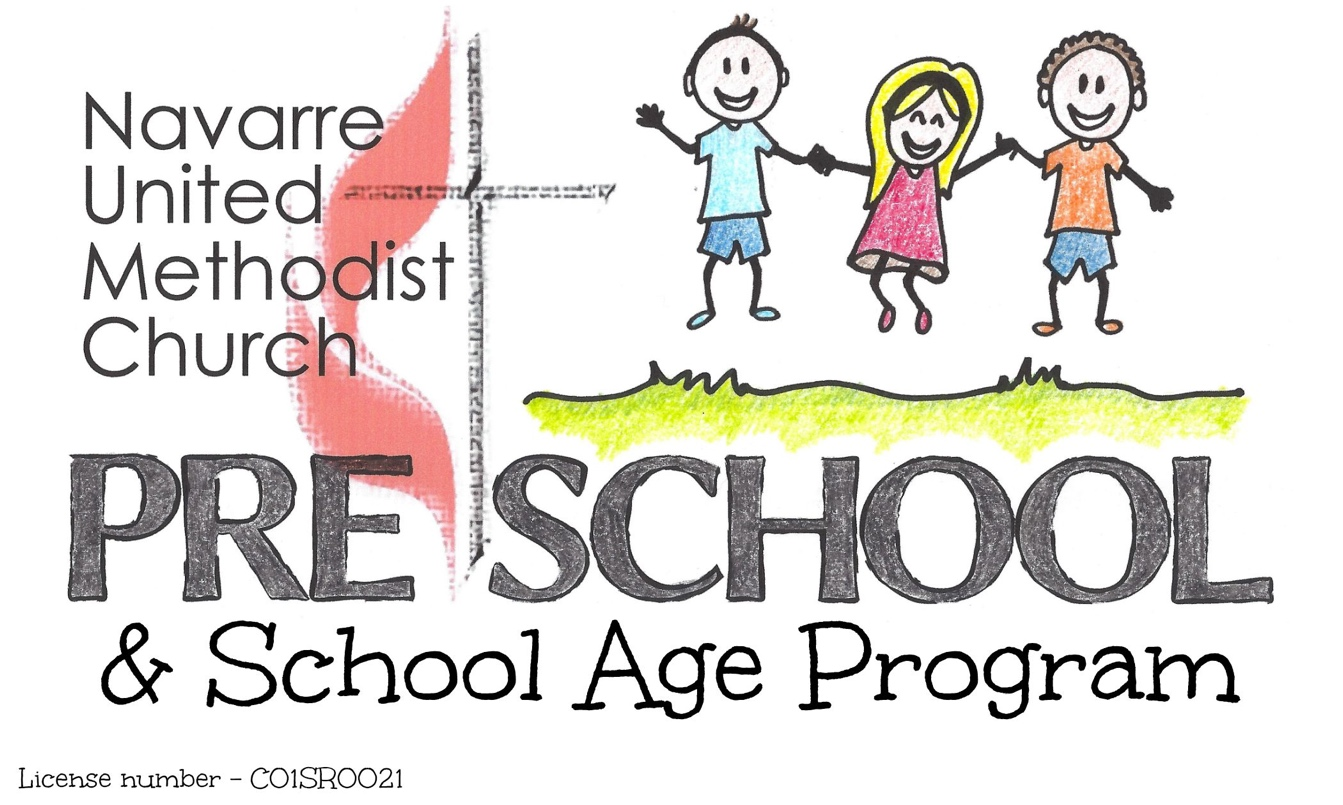 Navarre
United
Methodist
Church
PRESCHOOL
& School Age Program
License number - C01SR0021